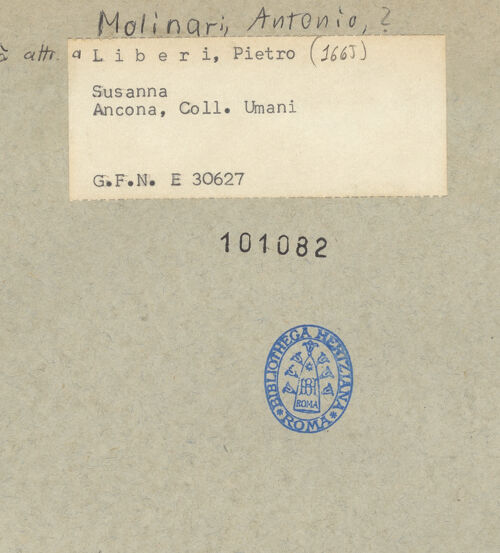 Molinari, Antonio, ?
à attr. a Liberi, Pietro (1665)
Susanna
Ancona, Coll. Umani
G.F.N. E 30627
101082
BIBLIOTHECA HERTZIANA
ROMA
ROMA